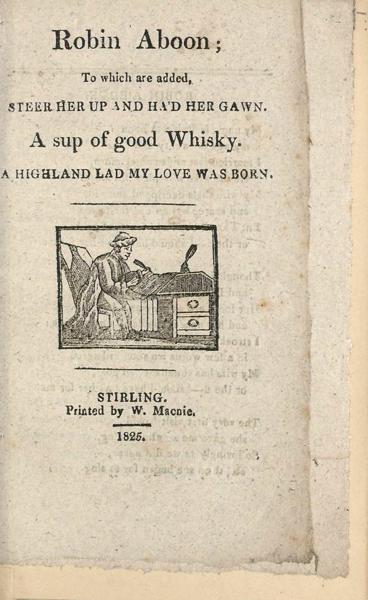 Robin Aboon;
To which are added,
STEER HER UP AND HA'D HER GAWN.
A sup of good Whisky.
A HIGHLAND LAD MY LOVE WAS BORN.
STIRLING.
Printed by W. Macnie.
1825.